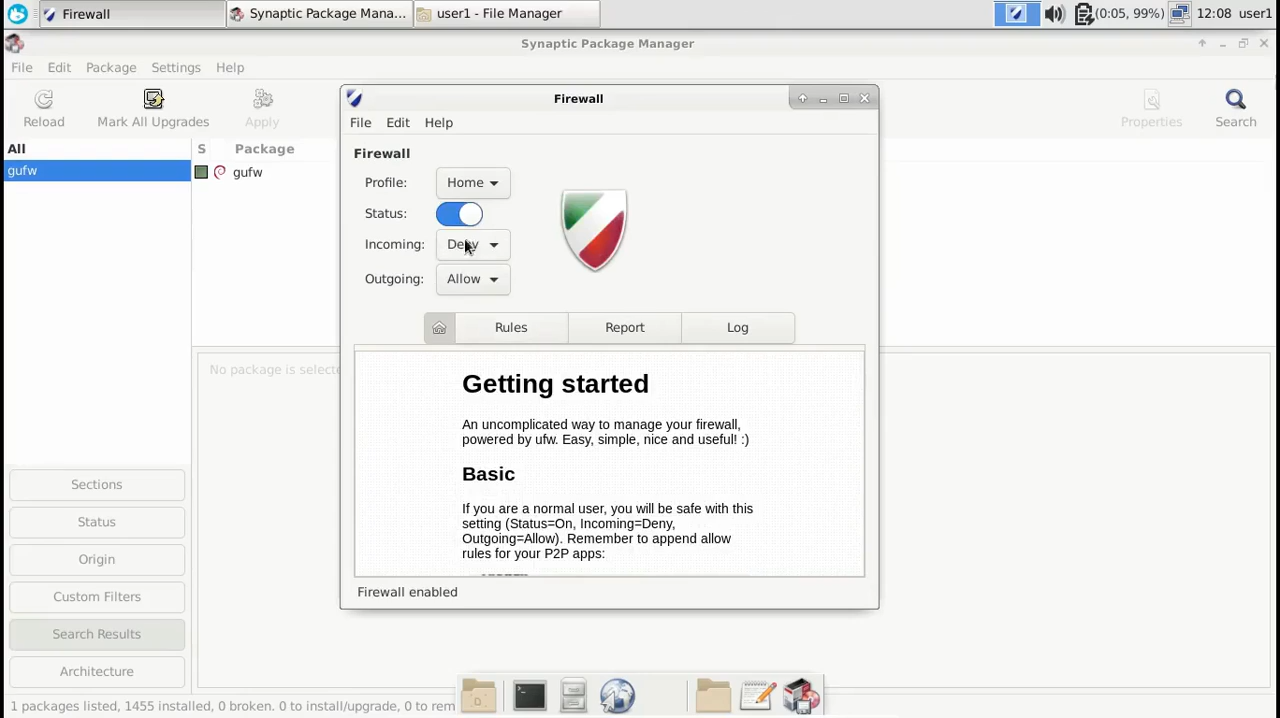 Firewall
Synaptic Package Mana...
user1 - File Manager
(0:05, 99%)
12:08 user1
Synaptic Package Manager
File Edit Package Settings Help
Reload
Mark All Upgrades
Apply
Properties
Search
All
gufw
S Package
gufw
Firewall
File Edit Help
Firewall
Profile: Home
Status:
Incoming: Deny
Outgoing: Allow
Rules
Report
Log
Getting started
An uncomplicated way to manage your firewall,
powered by ufw. Easy, simple, nice and useful! :)
Basic
If you are a normal user, you will be safe with this
setting (Status=On, Incoming=Deny,
Outgoing=Allow). Remember to append allow
rules for your P2P apps:
Firewall enabled
No package is selecte
Sections
Status
Origin
Custom Filters
Search Results
Architecture
1 packages listed, 1455 installed, 0 broken. 0 to install/upgrade, 0 to rem